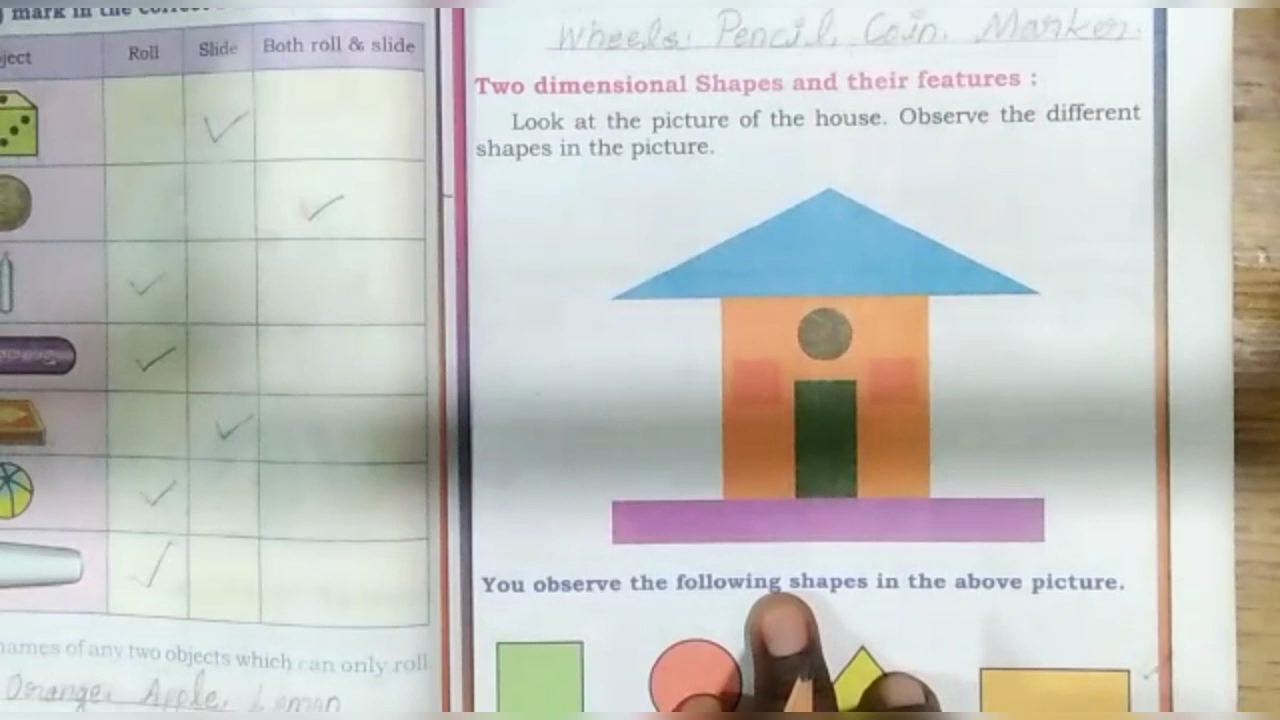 mark in the
Roll
Slide
Both roll & slide
names of any two objects which can only roll
Orange, Apple, Lemon
Wheels, Pencil, Coin, Marker.
Two dimensional Shapes and their features :
Look at the picture of the house. Observe the different
shapes in the picture.
You observe the following shapes in the above picture.